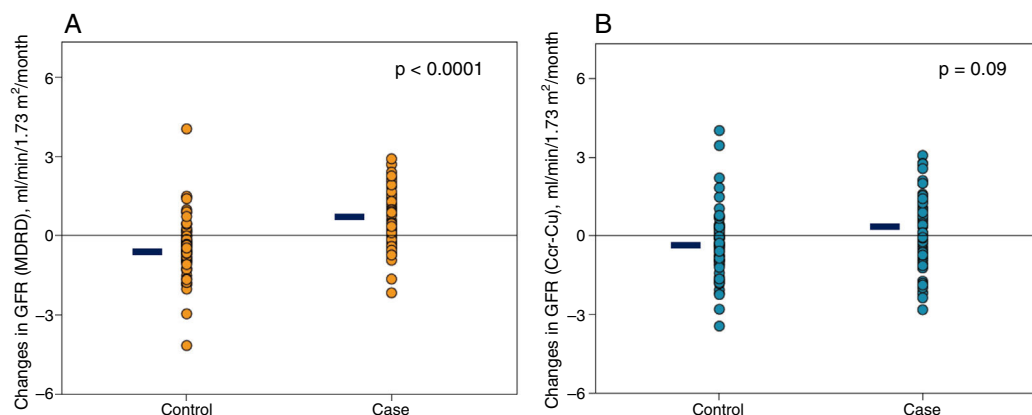 A
Changes in GFR (MDRD), ml/min/1.73 m²/month
6
3
0
–3
–6
p < 0.0001
Control
Case
B
Changes in GFR (Ccr-Cu), ml/min/1.73 m²/month
6
3
0
–3
–6
p = 0.09
Control
Case